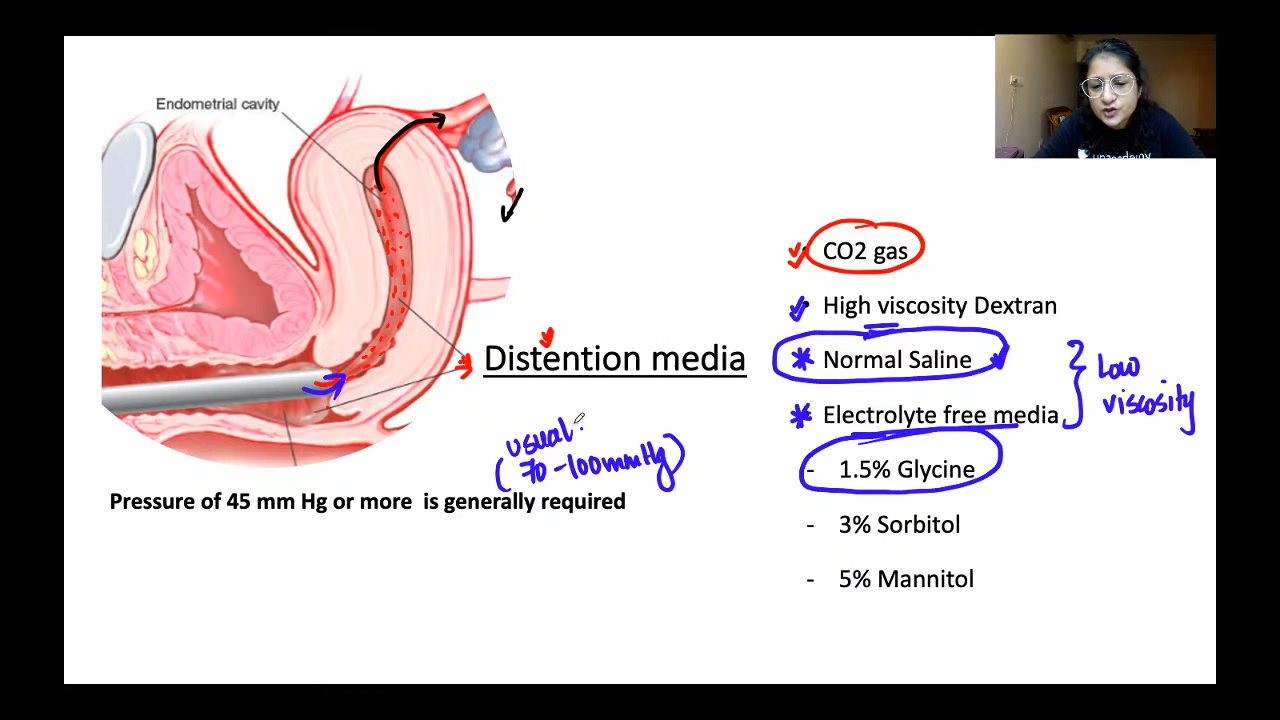 Endometrial cavity
CO2 gas
High viscosity Dextran
Distention media
Normal Saline
Electrolyte free media
Low
viscosity
usual:
(70-100mmHg)
1.5% Glycine
Pressure of 45 mm Hg or more is generally required
- 3% Sorbitol
- 5% Mannitol